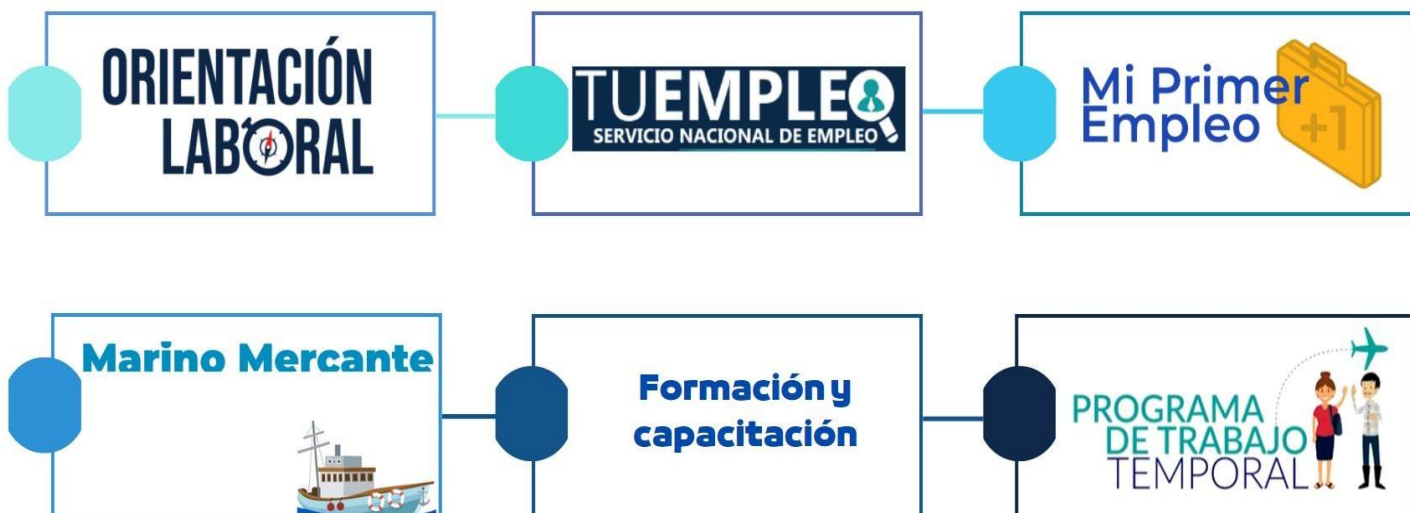 ORIENTACIÓN
LABORAL
TUEMPLEO
SERVICIO NACIONAL DE EMPLEO
Mi Primer
Empleo
+1
Marino Mercante
Formación y
capacitación
PROGRAMA
DE TRABAJO
TEMPORAL